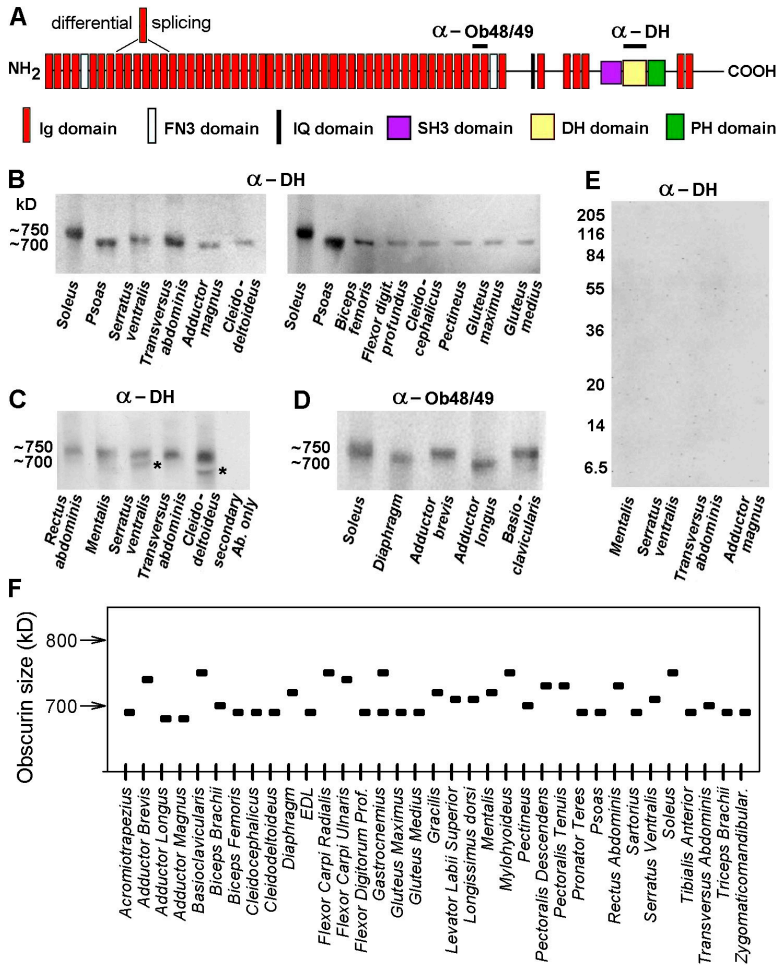 A
differential splicing
α – Ob48/49
α – DH
NH2
COOH
Ig domain
FN3 domain
IQ domain
SH3 domain
DH domain
PH domain
B
α – DH
kD
~750
~700
Soleus
Psoas
Serratus ventralis
Transversus abdominis
Adductor magnus
Cleido-deltoideus
Soleus
Psoas
Biceps femoris
Flexor digit. profundus
Cleido-cephalicus
Pectineus
Gluteus maximus
Gluteus medius
C
α – DH
~750
~700
*
*
Rectus abdominis
Mentalis
Serratus ventralis
Transversus abdominis
Cleido-deltoideus
secondary Ab. only
D
α – Ob48/49
~750
~700
Soleus
Diaphragm
Adductor brevis
Adductor longus
Basio-clavicularis
E
α – DH
205
116
84
55
36
20
14
6.5
Mentalis
Serratus ventralis
Transversus abdominis
Adductor magnus
F
Obscurin size (kD)
800
700
Acromiotrapezius
Adductor Brevis
Adductor Longus
Adductor Magnus
Basioclavicularis
Biceps Brachii
Biceps Femoris
Cleidocephalicus
Cleidodeltoideus
Diaphragm
EDL
Flexor Carpi Radialis
Flexor Carpi Ulnaris
Flexor Digitorum Prof.
Gastrocnemius
Gluteus Maximus
Gluteus Medius
Gracilis
Levator Labii Superior
Longissimus dorsi
Mentalis
Mylohyoideus
Pectineus
Pectoralis Descendens
Pectoralis Tenuis
Pronator Teres
Psoas
Rectus Abdominis
Sartorius
Serratus Ventralis
Soleus
Tibialis Anterior
Transversus Abdominis
Triceps Brachii
Zygomaticomandibular.